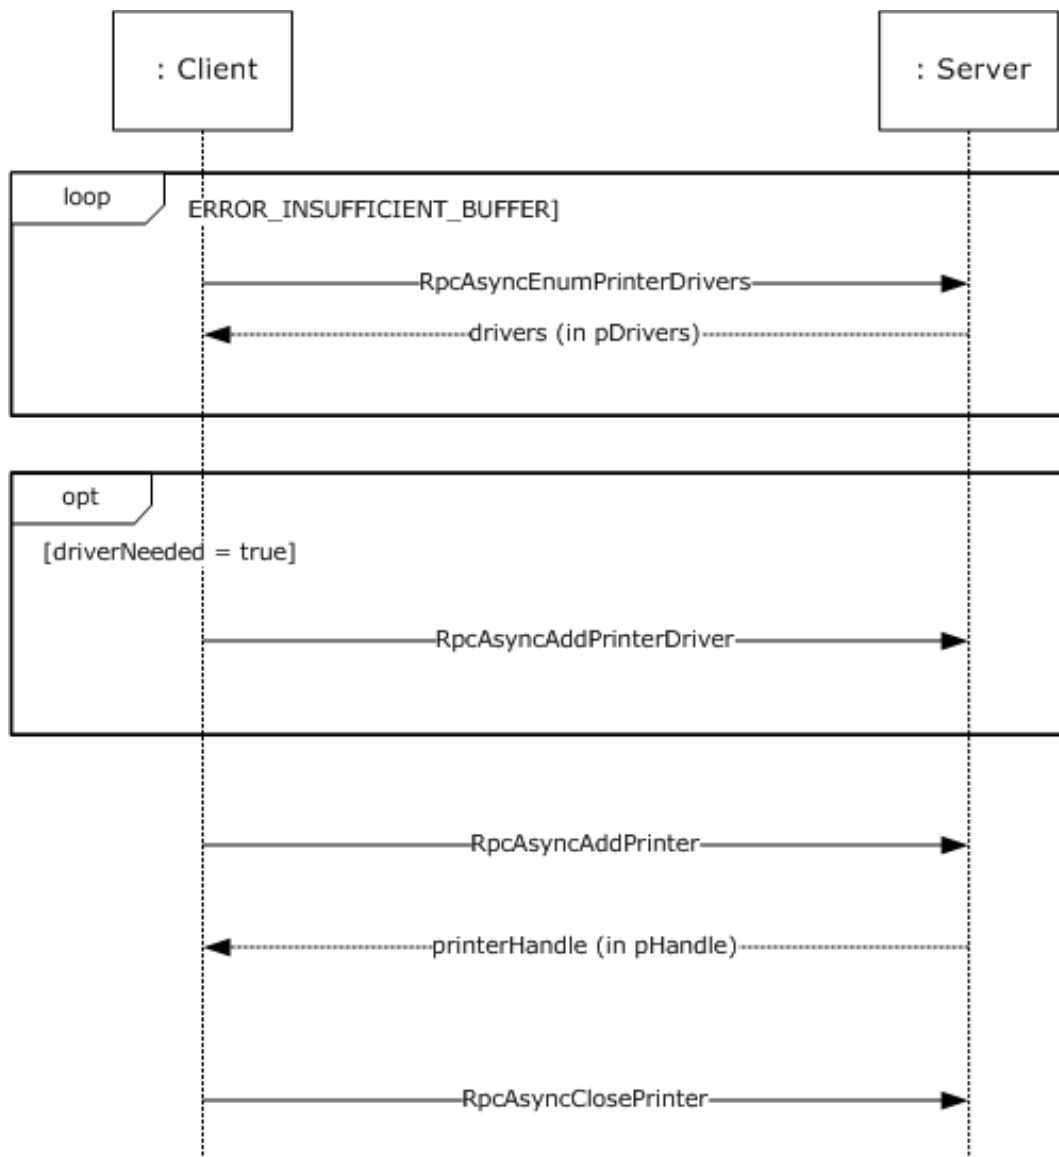 : Client
: Server
loop
ERROR_INSUFFICIENT_BUFFER]
RpcAsyncEnumPrinterDrivers
drivers (in pDrivers)
opt
[driverNeeded = true]
RpcAsyncAddPrinterDriver
RpcAsyncAddPrinter
printerHandle (in pHandle)
RpcAsyncClosePrinter